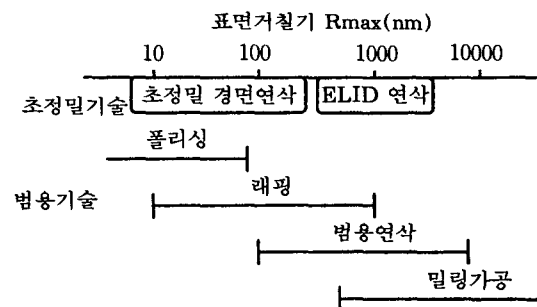 표면거칠기 Rmax(nm)
10 100 1000 10000
초정밀기술 초정밀 경면연삭 ELID 연삭
폴리싱
범용기술 래핑
범용연삭
밀링가공